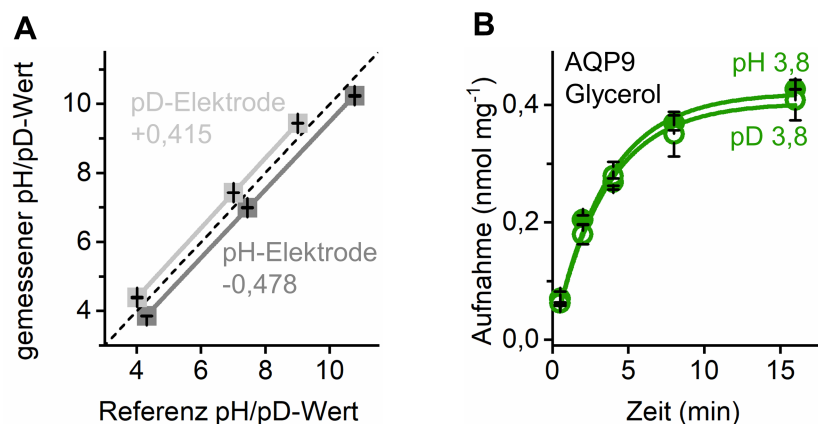 A
gemessener pH/pD-Wert
10
8
6
4
pD-Elektrode
+0,415
pH-Elektrode
-0,478
4 6 8 10
Referenz pH/pD-Wert
B
Aufnahme (nmol mg⁻¹)
0,4
0,2
0,0
AQP9
Glycerol
pH 3,8
pD 3,8
0 5 10 15
Zeit (min)